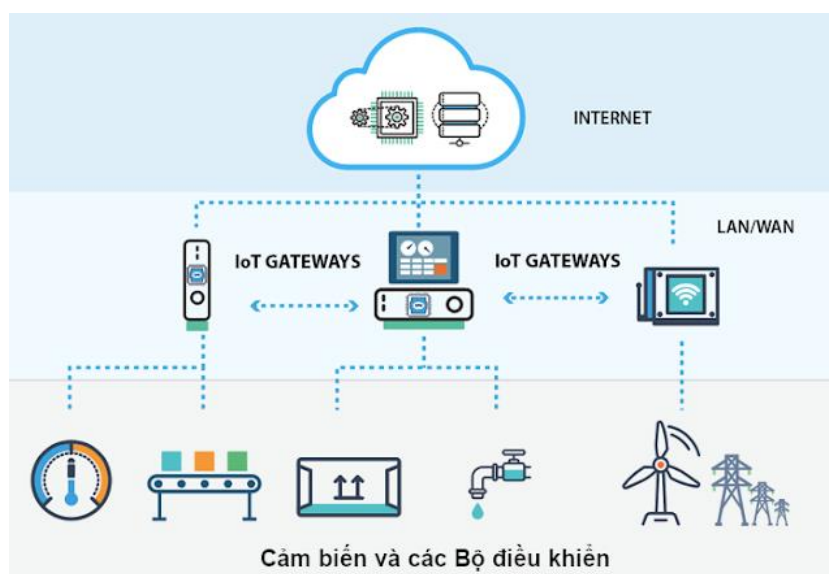 INTERNET
LAN/WAN
IoT GATEWAYS
IoT GATEWAYS
Cảm biến và các Bộ điều khiển